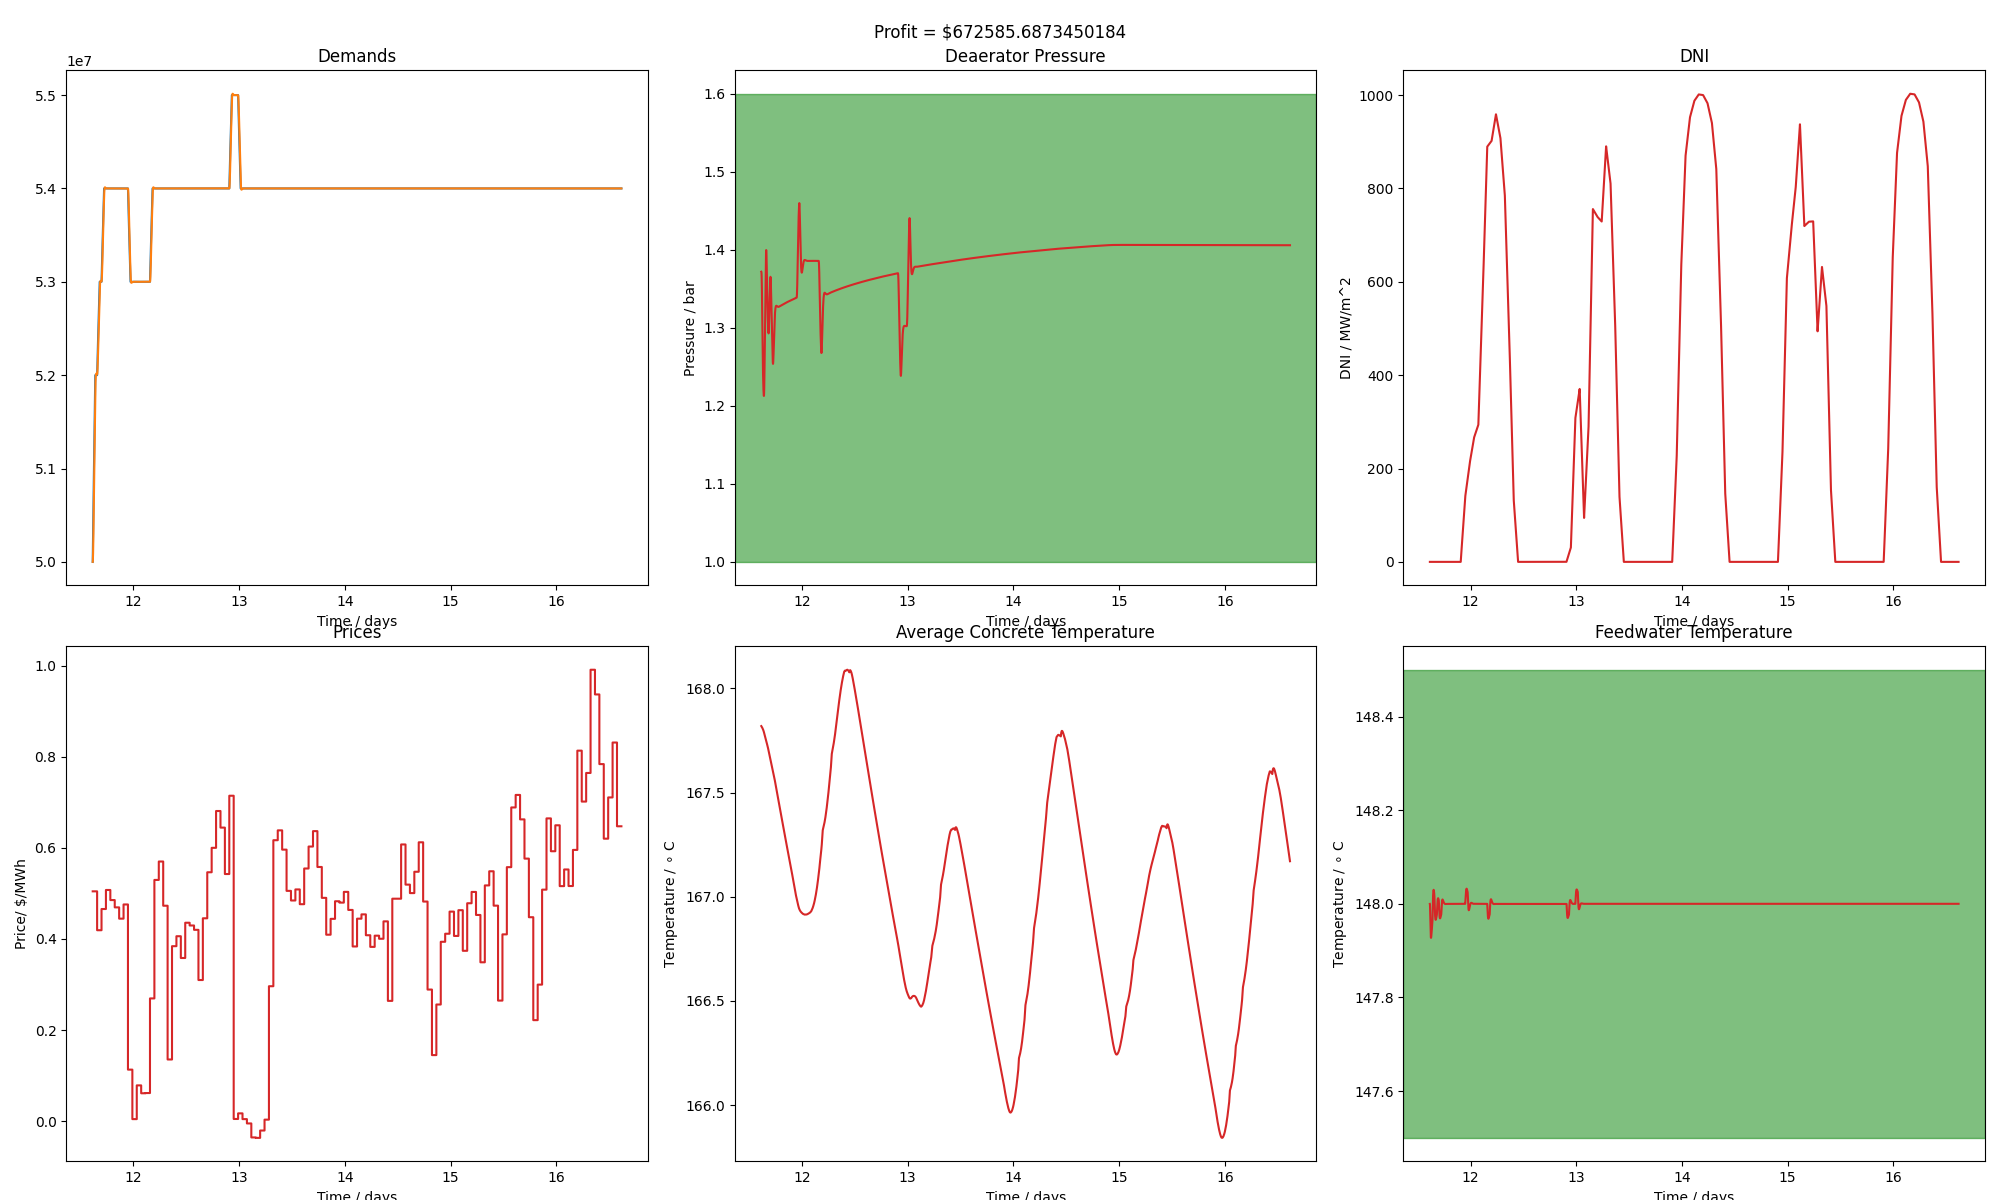 Profit = $672585.6873450184
Demands
1e7
5.5
5.4
5.3
5.2
5.1
5.0
12 13 14 15 16
Time / days
Deaerator Pressure
Pressure / bar
1.6
1.5
1.4
1.3
1.2
1.1
1.0
12 13 14 15 16
Time / days
DNI
DNI / MW/m^2
1000
800
600
400
200
0
12 13 14 15 16
Time / days
Prices
Price/ $/MWh
1.0
0.8
0.6
0.4
0.2
0.0
12 13 14 15 16
Time / days
Average Concrete Temperature
Temperature / ∘ C
168.0
167.5
167.0
166.5
166.0
12 13 14 15 16
Time / days
Feedwater Temperature
Temperature / ∘ C
148.4
148.2
148.0
147.8
147.6
12 13 14 15 16
Time / days